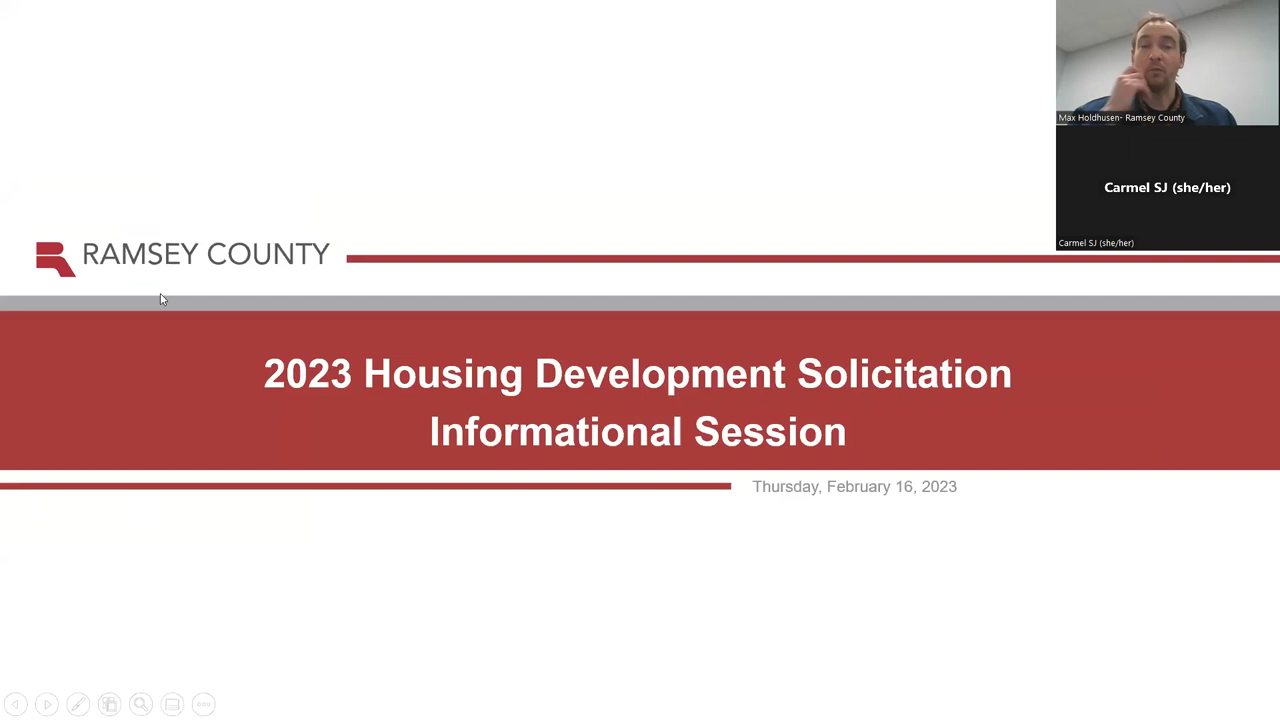 Max Holdhusen- Ramsey County
Carmel SJ (she/her)
Carmel SJ (she/her)
RAMSEY COUNTY
2023 Housing Development Solicitation
Informational Session
Thursday, February 16, 2023